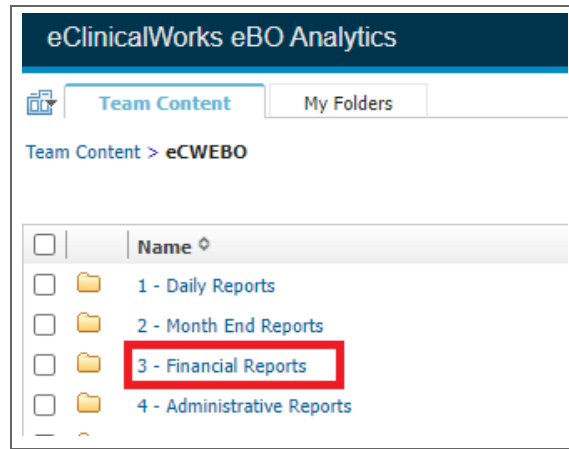 eClinicalWorks eBO Analytics
Team Content My Folders
Team Content > eCWEBO
Name
1 - Daily Reports
2 - Month End Reports
3 - Financial Reports
4 - Administrative Reports